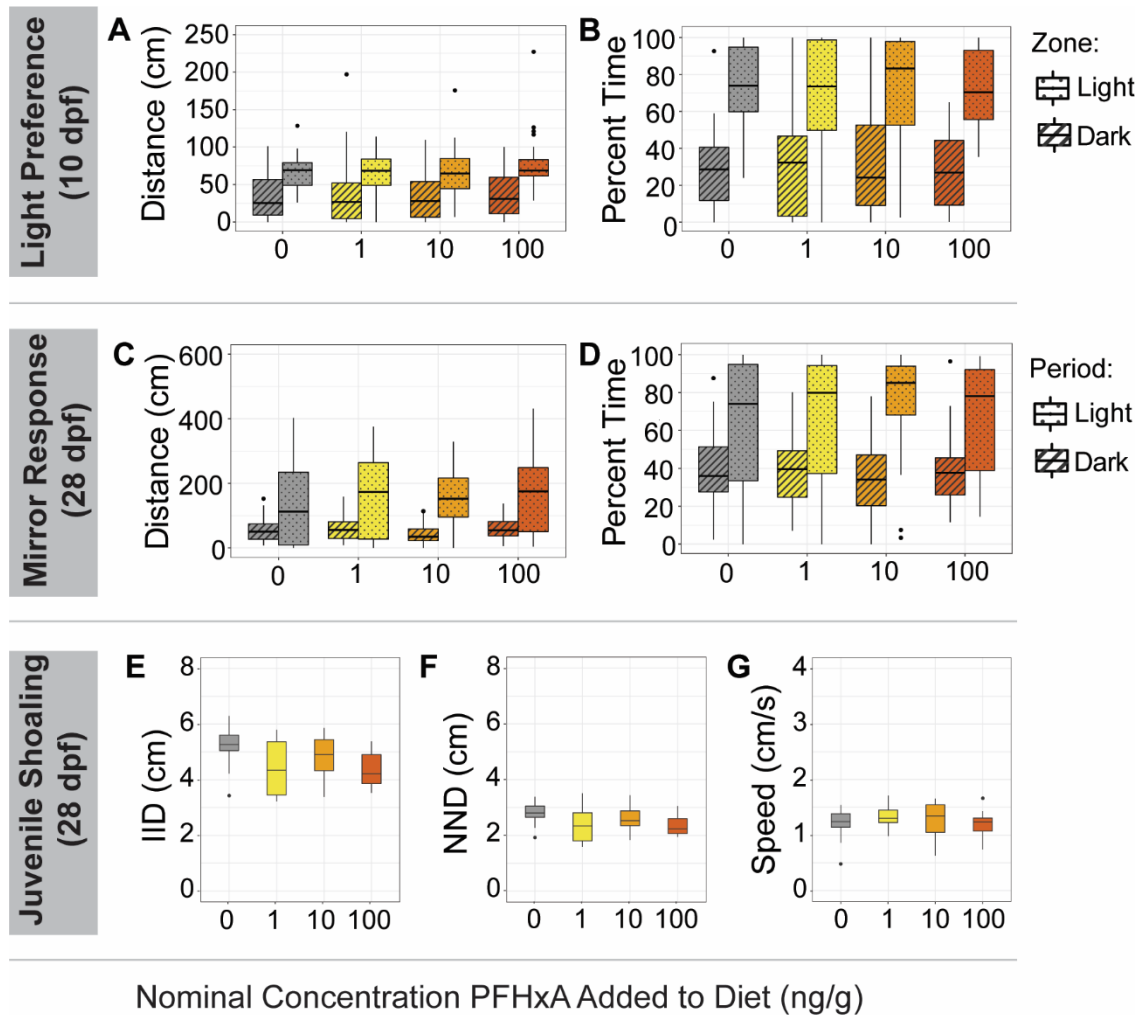 Light Preference
(10 dpf)
A
Distance (cm)
250
200
150
100
50
0
0 1 10 100
B
Percent Time
100
80
60
40
20
0
0 1 10 100
Zone:
Light
Dark
Mirror Response
(28 dpf)
C
Distance (cm)
600
400
200
0
0 1 10 100
D
Percent Time
100
80
60
40
20
0
0 1 10 100
Period:
Light
Dark
Juvenile Shoaling
(28 dpf)
E
IID (cm)
8
6
4
2
0
0 1 10 100
F
NND (cm)
8
6
4
2
0
0 1 10 100
G
Speed (cm/s)
4
3
2
1
0
0 1 10 100
Nominal Concentration PFHxA Added to Diet (ng/g)